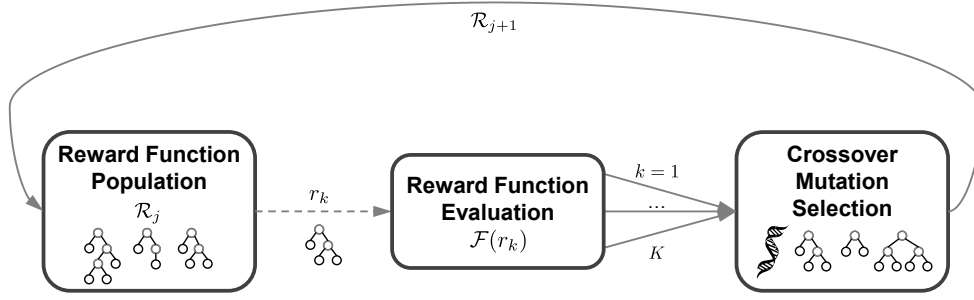 R_{j+1}
Reward Function
Population
R_j
r_k
Reward Function
Evaluation
F(r_k)
k = 1
...
K
Crossover
Mutation
Selection